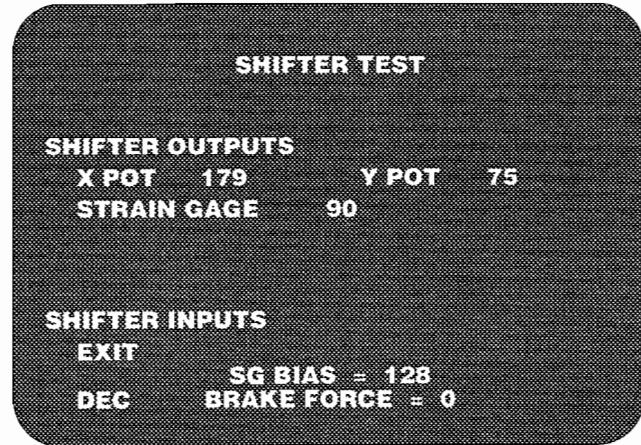 SHIFTER TEST
SHIFTER OUTPUTS
X POT 179 Y POT 75
STRAIN GAGE 90
SHIFTER INPUTS
EXIT
SG BIAS = 128
DEC BRAKE FORCE = 0